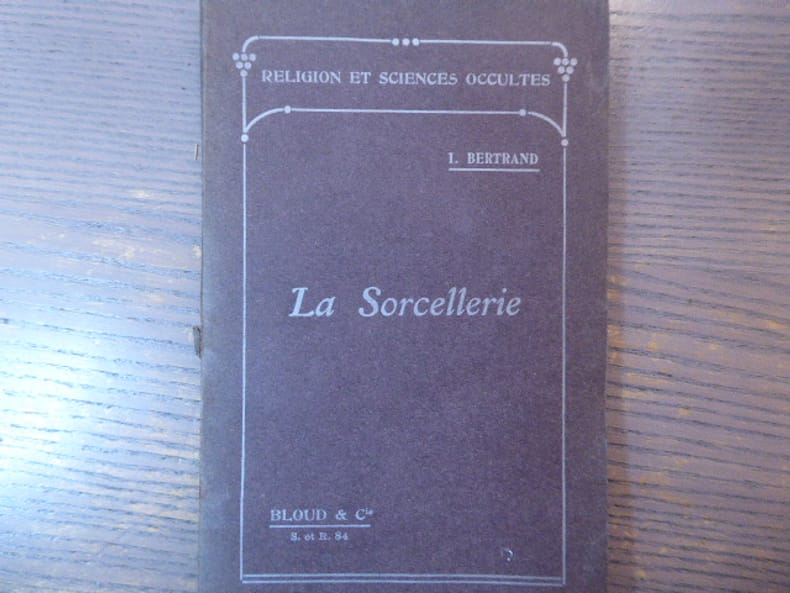 RELIGION ET SCIENCES OCCULTES
I. BERTRAND
La Sorcellerie
BLOUD & Cie
S. et R. 84